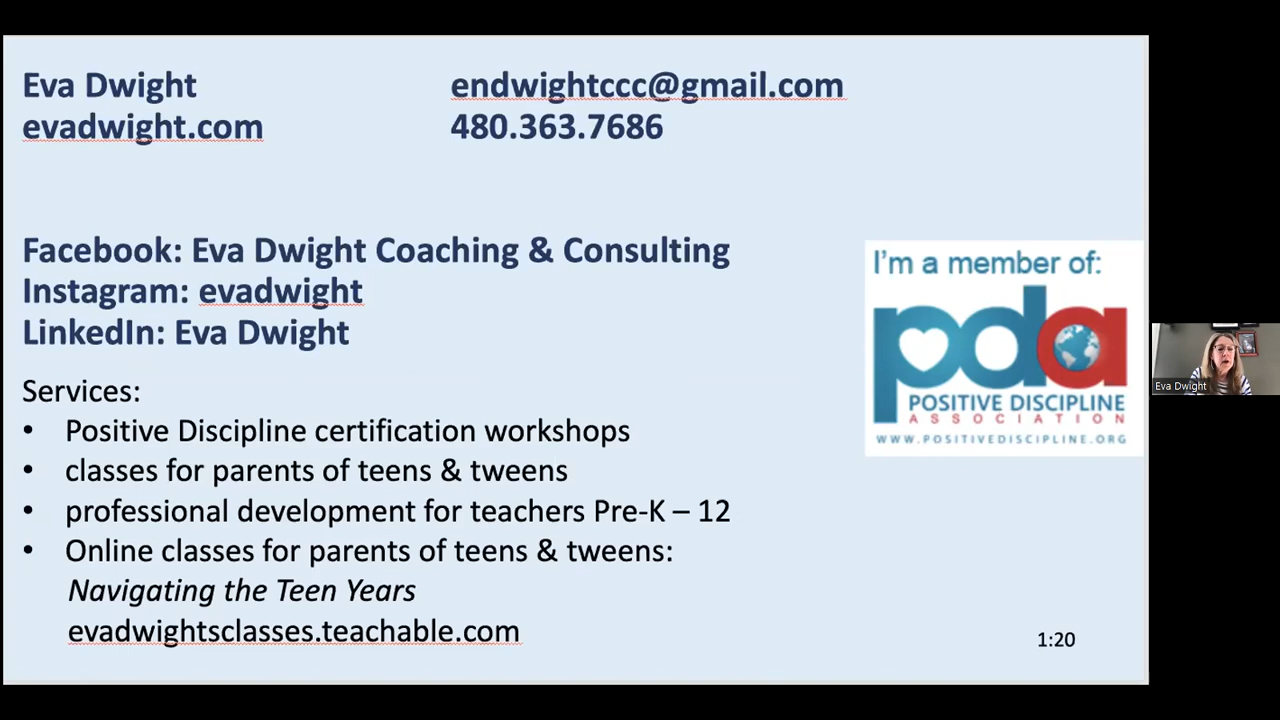 Eva Dwight
evadwight.com
endwightccc@gmail.com
480.363.7686
Facebook: Eva Dwight Coaching & Consulting
Instagram: evadwight
LinkedIn: Eva Dwight
Services:
• Positive Discipline certification workshops
• classes for parents of teens & tweens
• professional development for teachers Pre-K – 12
• Online classes for parents of teens & tweens:
Navigating the Teen Years
evadwightsclasses.teachable.com
I'm a member of:
pda
POSITIVE DISCIPLINE
ASSOCIATION
WWW.POSITIVEDISCIPLINE.ORG
1:20
Eva Dwight